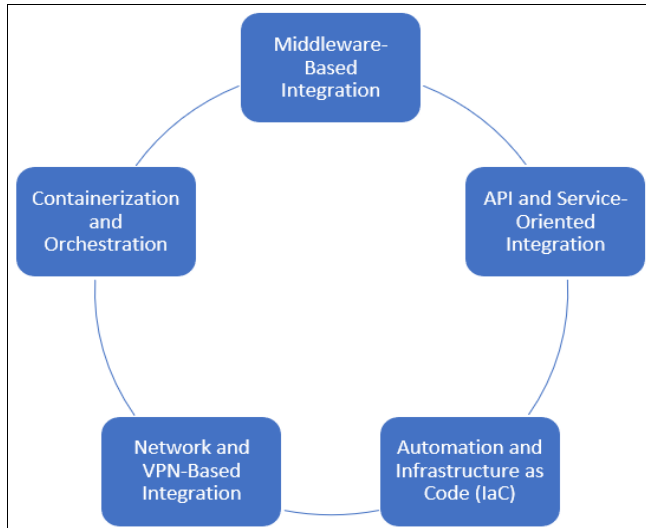 Middleware-
Based
Integration
API and Service-
Oriented
Integration
Automation and
Infrastructure as
Code (IaC)
Network and
VPN-Based
Integration
Containerization
and
Orchestration